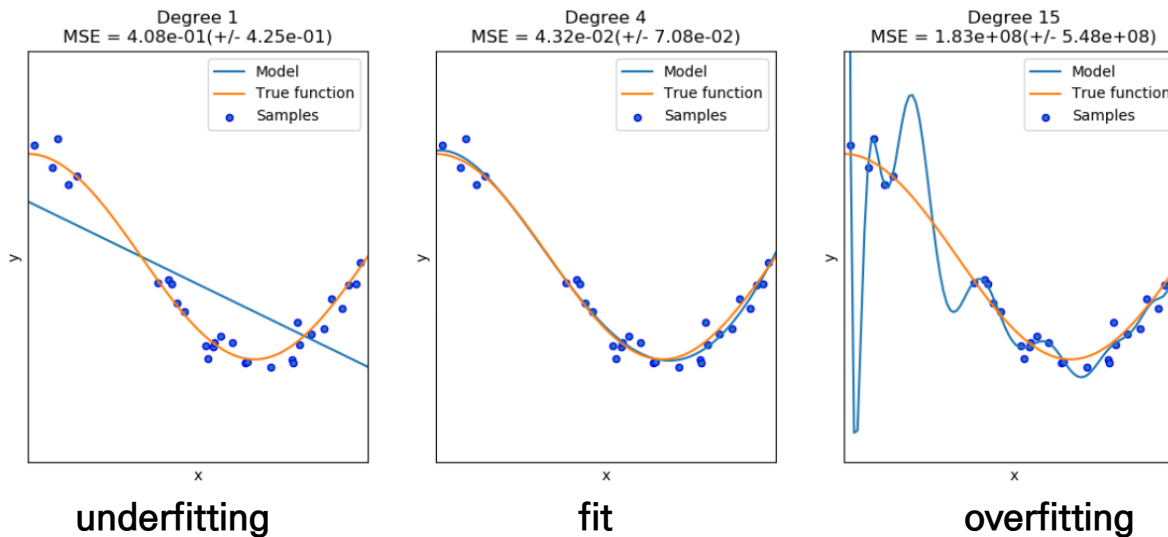 Degree 1
MSE = 4.08e-01(+/- 4.25e-01)
Model
True function
Samples
y
x
underfitting
Degree 4
MSE = 4.32e-02(+/- 7.08e-02)
Model
True function
Samples
y
x
fit
Degree 15
MSE = 1.83e+08(+/- 5.48e+08)
Model
True function
Samples
y
x
overfitting